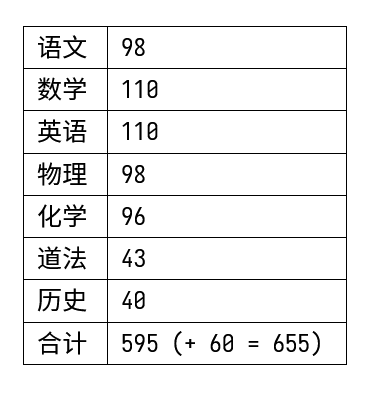 语文 98
数学 110
英语 110
物理 98
化学 96
道法 43
历史 40
合计 595 (+ 60 = 655)